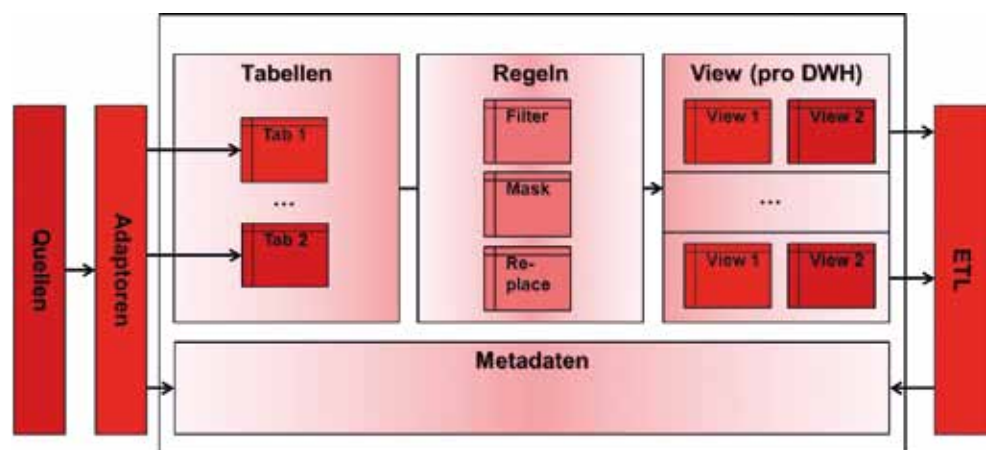 Quellen
Adaptoren
Tabellen
Tab 1
...
Tab 2
Regeln
Filter
Mask
Re-
place
View (pro DWH)
View 1
View 2
...
View 1
View 2
Metadaten
ETL